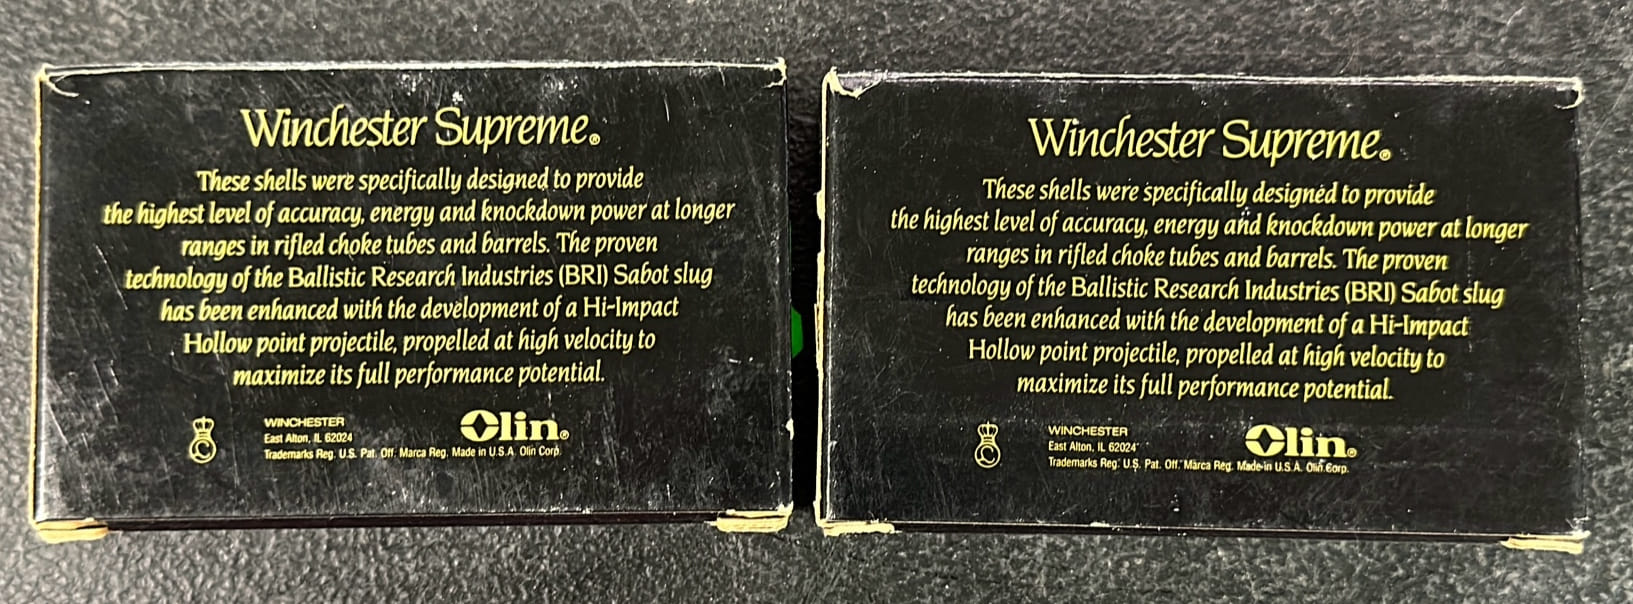 Winchester Supreme®
These shells were specifically designed to provide
the highest level of accuracy, energy and knockdown power at longer
ranges in rifled choke tubes and barrels. The proven
technology of the Ballistic Research Industries (BRI) Sabot slug
has been enhanced with the development of a Hi-Impact
Hollow point projectile, propelled at high velocity to
maximize its full performance potential.
C
WINCHESTER
East Alton, IL 62024
Trademarks Reg. U.S. Pat. Off. Marca Reg. Made in U.S.A. Olin Corp.
Olin®
Winchester Supreme®
These shells were specifically designed to provide
the highest level of accuracy, energy and knockdown power at longer
ranges in rifled choke tubes and barrels. The proven
technology of the Ballistic Research Industries (BRI) Sabot slug
has been enhanced with the development of a Hi-Impact
Hollow point projectile, propelled at high velocity to
maximize its full performance potential.
C
WINCHESTER
East Alton, IL 62024
Trademarks Reg. U.S. Pat. Off. Marca Reg. Made in U.S.A. Olin Corp.
Olin®